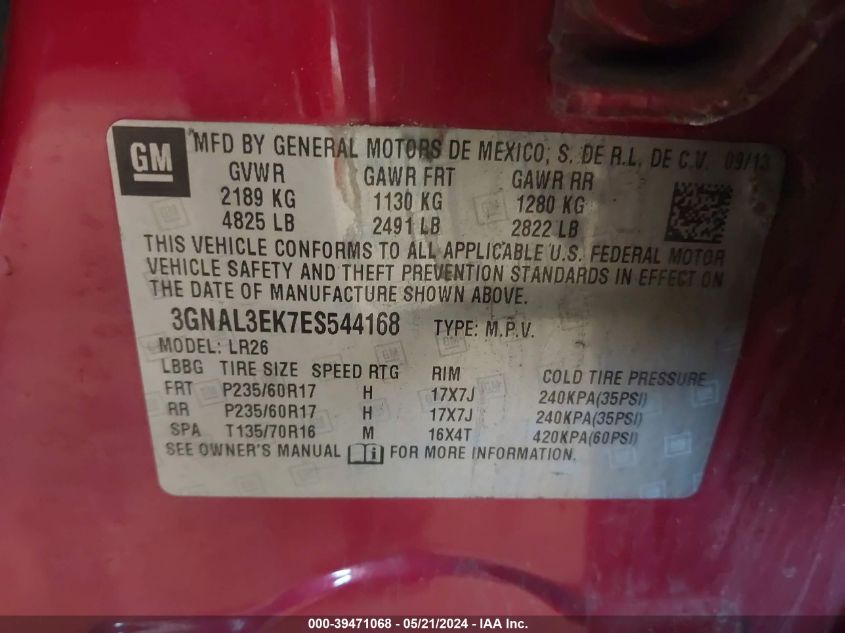 GM
MFD BY GENERAL MOTORS DE MEXICO, S. DE R.L. DE C.V. 09/13
GVWR GAWR FRT GAWR RR
2189 KG 1130 KG 1280 KG
4825 LB 2491 LB 2822 LB
THIS VEHICLE CONFORMS TO ALL APPLICABLE U.S. FEDERAL MOTOR
VEHICLE SAFETY AND THEFT PREVENTION STANDARDS IN EFFECT ON
THE DATE OF MANUFACTURE SHOWN ABOVE.
3GNAL3EK7ES544168 TYPE: M.P.V.
MODEL: LR26
LBBG TIRE SIZE SPEED RTG RIM COLD TIRE PRESSURE
FRT P235/60R17 H 17X7J 240KPA(35PSI)
RR P235/60R17 H 17X7J 240KPA(35PSI)
SPA T135/70R16 M 16X4T 420KPA(60PSI)
SEE OWNER'S MANUAL FOR MORE INFORMATION.
000-39471068 - 05/21/2024 - IAA Inc.